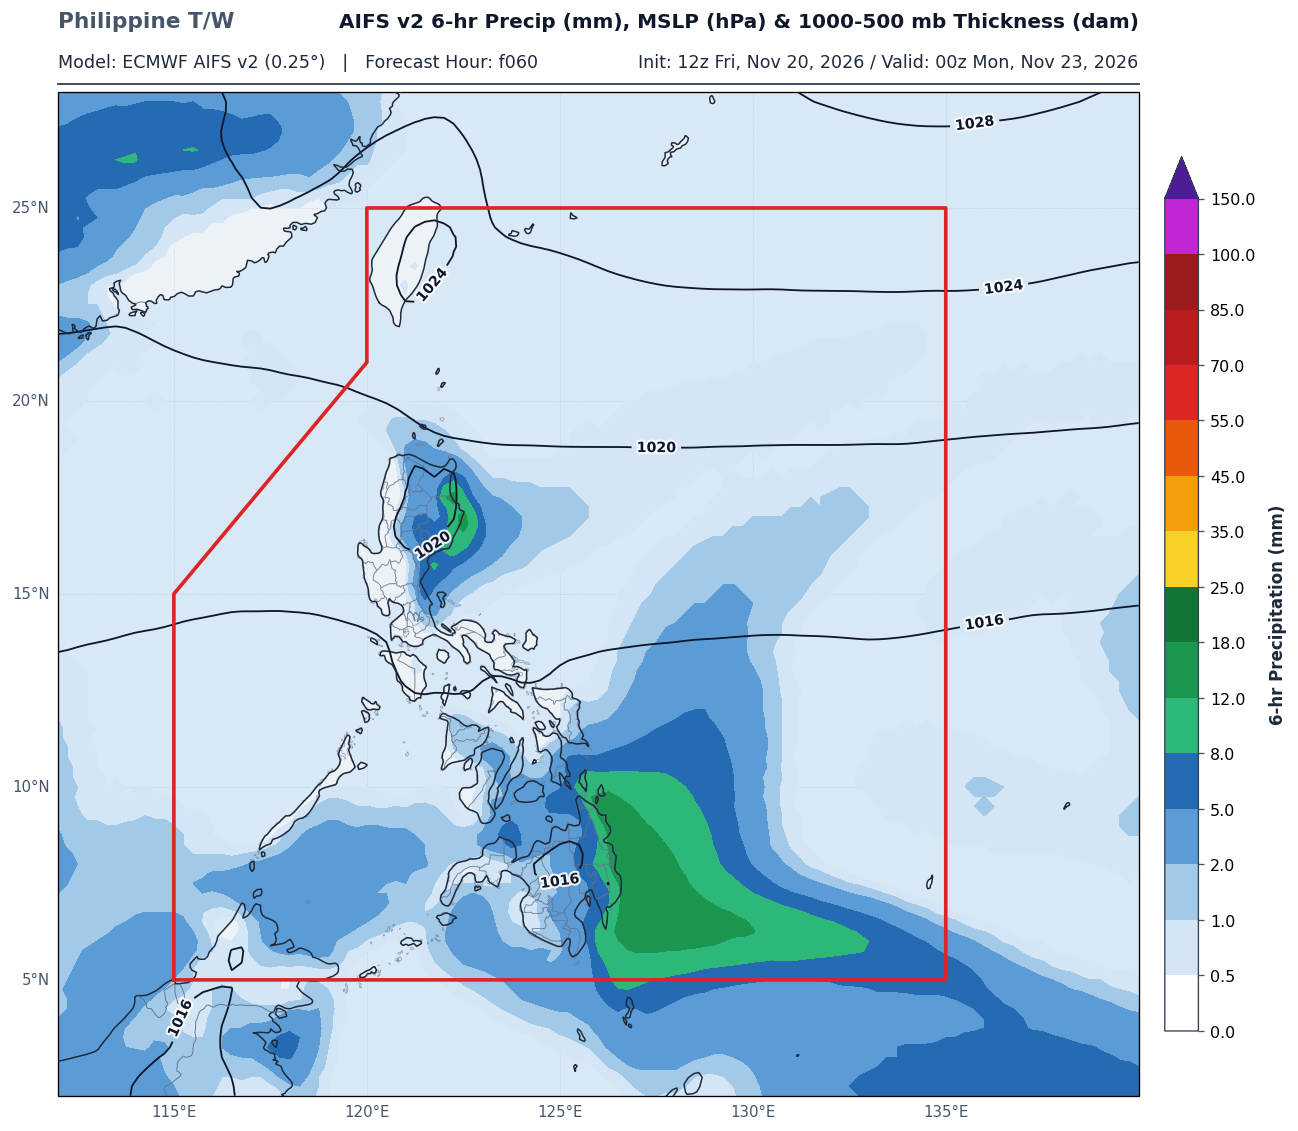 Philippine T/W
AIFS v2 6-hr Precip (mm), MSLP (hPa) & 1000-500 mb Thickness (dam)
Model: ECMWF AIFS v2 (0.25°) | Forecast Hour: f060
Init: 12z Fri, Nov 20, 2026 / Valid: 00z Mon, Nov 23, 2026
1028
25°N
1024
1024
20°N
1020
1020
15°N
1016
10°N
1016
5°N
1016
115°E
120°E
125°E
130°E
135°E
150.0
100.0
85.0
70.0
55.0
45.0
35.0
25.0
18.0
12.0
8.0
5.0
2.0
1.0
0.5
0.0
6-hr Precipitation (mm)